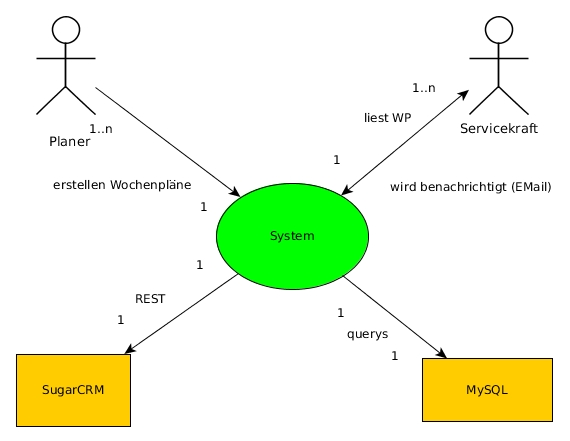 1..n
1..n
Planer
liest WP
Servicekraft
1
erstellen Wochenpläne
wird benachrichtigt (EMail)
1
System
1
REST
1
1
querys
1
SugarCRM
MySQL